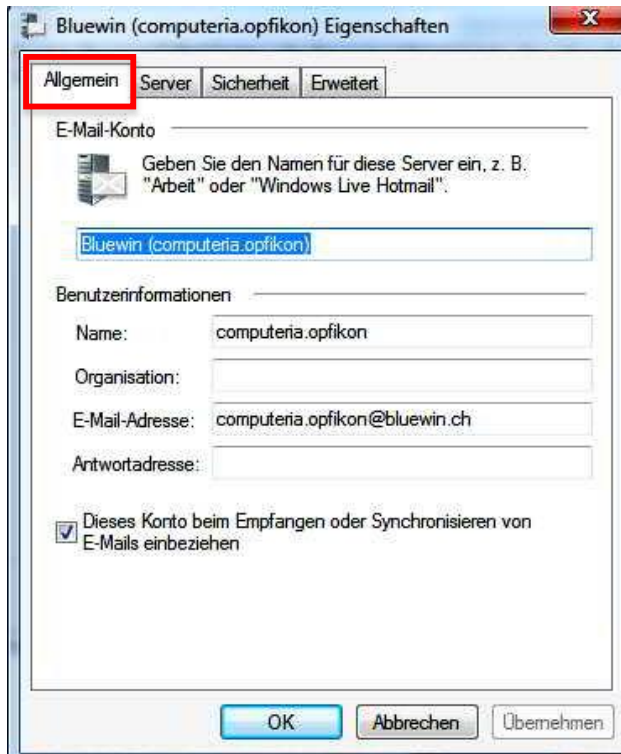 Bluewin (computeria.opfikon) Eigenschaften
Allgemein Server Sicherheit Erweitert
E-Mail-Konto
Geben Sie den Namen für diese Server ein, z. B.
"Arbeit" oder "Windows Live Hotmail".
Bluewin (computeria.opfikon)
Benutzerinformationen
Name: computeria.opfikon
Organisation:
E-Mail-Adresse: computeria.opfikon@bluewin.ch
Antwortadresse:
Dieses Konto beim Empfangen oder Synchronisieren von
E-Mails einbeziehen
OK Abbrechen Übernehmen